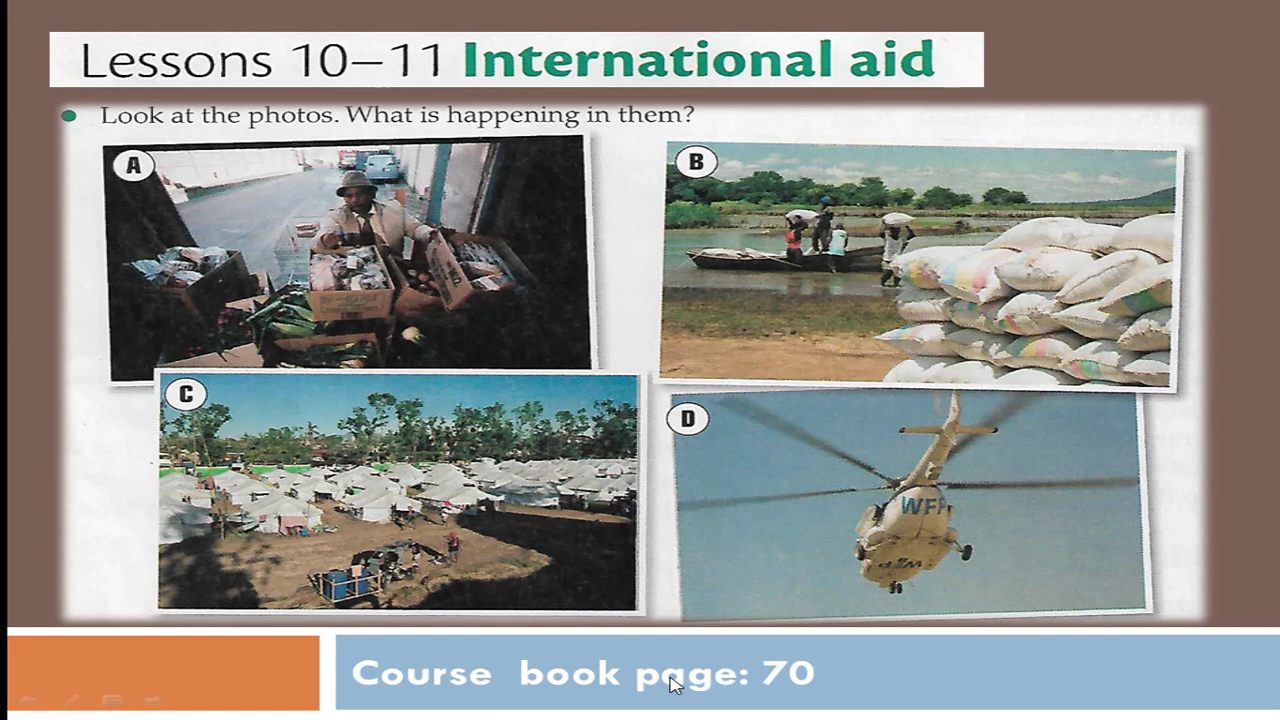 Lessons 10–11 International aid
• Look at the photos. What is happening in them?
A
B
C
D
WFP
Course book page: 70